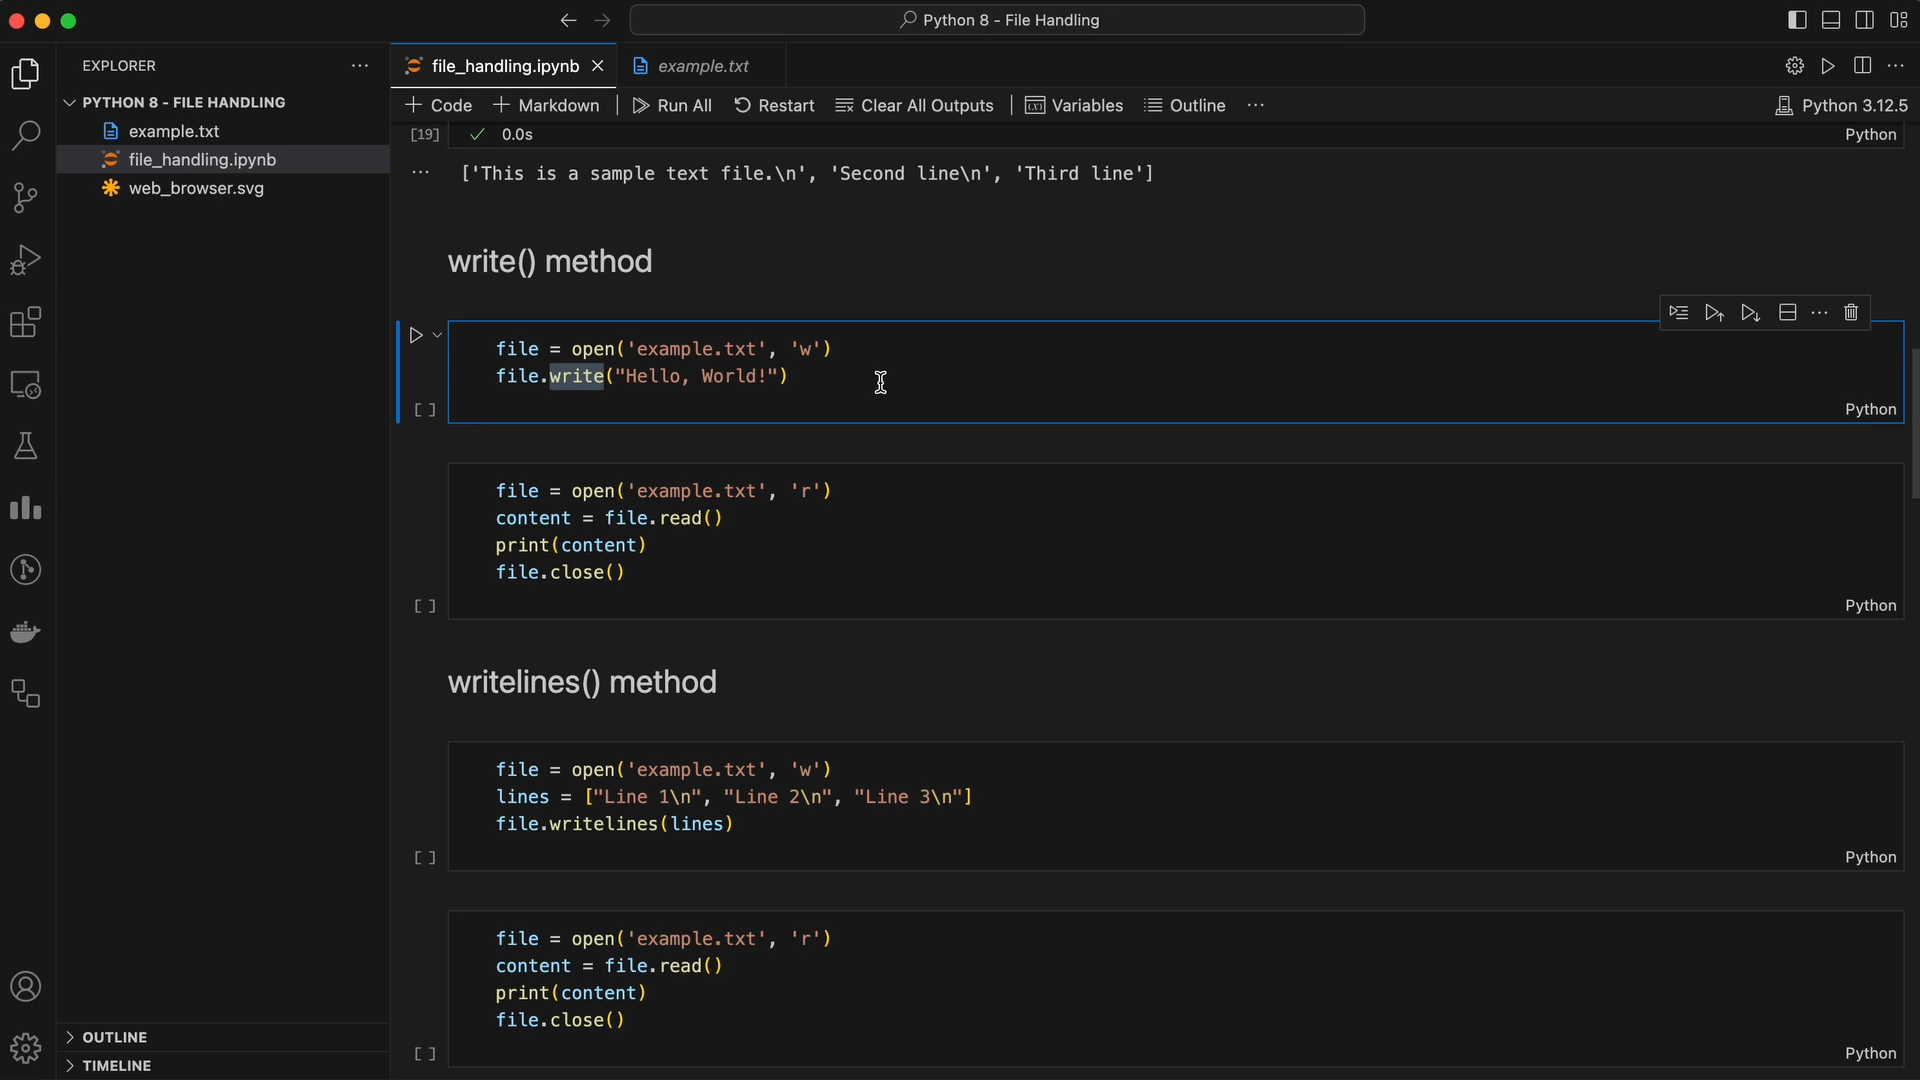 Python 8 - File Handling
EXPLORER
PYTHON 8 - FILE HANDLING
example.txt
file_handling.ipynb
web_browser.svg
OUTLINE
TIMELINE
file_handling.ipynb
example.txt
Code
Markdown
Run All
Restart
Clear All Outputs
Variables
Outline
Python 3.12.5
[19]
0.0s
Python
['This is a sample text file.\n', 'Second line\n', 'Third line']
write() method
file = open('example.txt', 'w')
file.write("Hello, World!")
[ ]
Python
file = open('example.txt', 'r')
content = file.read()
print(content)
file.close()
[ ]
Python
writelines() method
file = open('example.txt', 'w')
lines = ["Line 1\n", "Line 2\n", "Line 3\n"]
file.writelines(lines)
[ ]
Python
file = open('example.txt', 'r')
content = file.read()
print(content)
file.close()
[ ]
Python